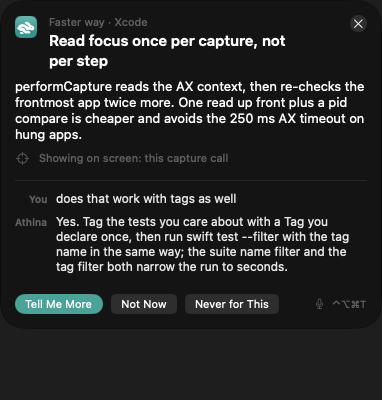 Faster way · Xcode
Read focus once per capture, not
per step
performCapture reads the AX context, then re-checks the
frontmost app twice more. One read up front plus a pid
compare is cheaper and avoids the 250 ms AX timeout on
hung apps.
Showing on screen: this capture call
You does that work with tags as well
Athina Yes. Tag the tests you care about with a Tag you
declare once, then run swift test --filter with the tag
name in the same way; the suite name filter and the
tag filter both narrow the run to seconds.
Tell Me More Not Now Never for This ^⌥⌘T